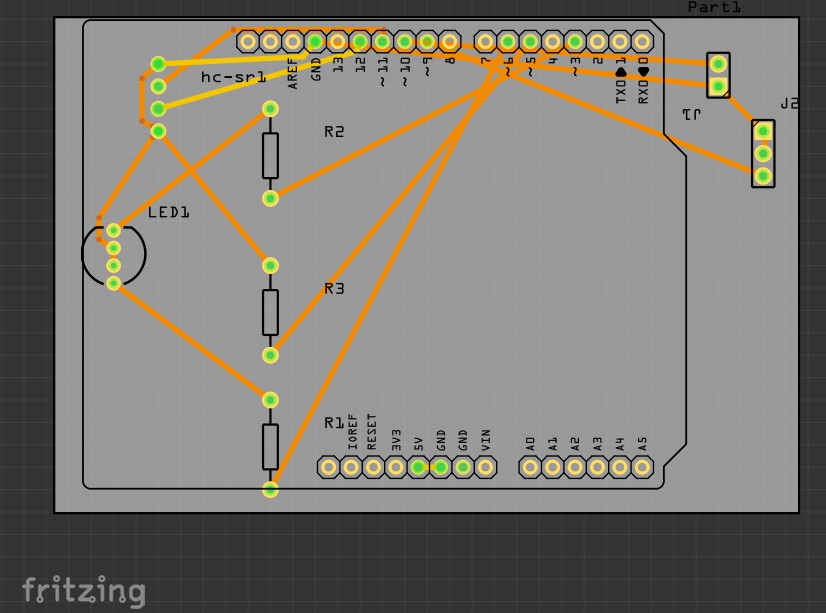 Part1
AREF
GND
13
12
~11
~10
~9
8
7
~6
~5
4
~3
2
TXD 1
RXD 0
hc-sr1
J1
J2
R2
LED1
R3
R1
IOREF
RESET
3V3
5V
GND
GND
VIN
A0
A1
A2
A3
A4
A5
fritzing